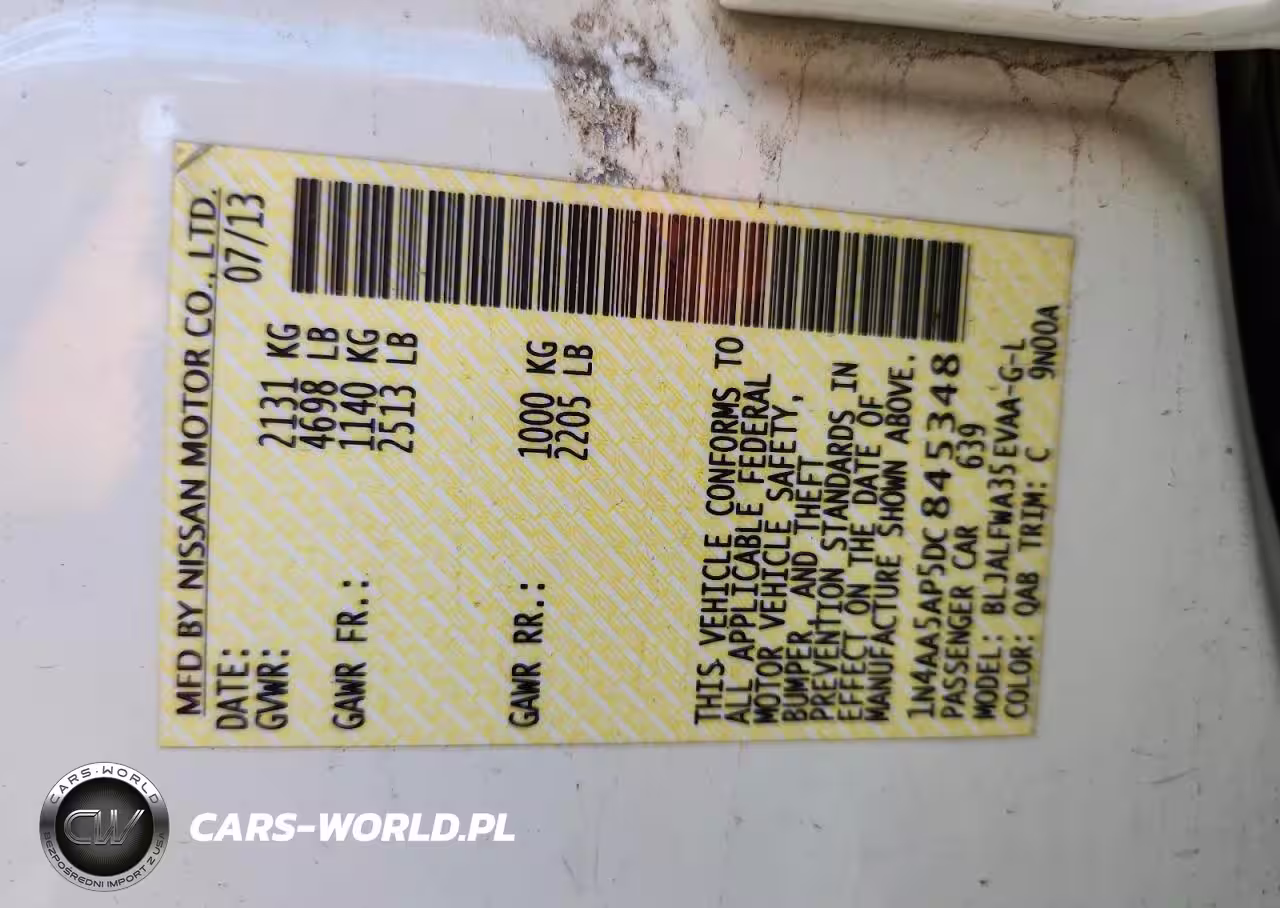 MFD BY NISSAN MOTOR CO., LTD.
DATE: 07/13
GVWR: 2131 KG
4698 LB
GAWR FR.: 1140 KG
2513 LB
GAWR RR.: 1000 KG
2205 LB
THIS VEHICLE CONFORMS TO
ALL APPLICABLE FEDERAL
MOTOR VEHICLE SAFETY,
BUMPER, AND THEFT
PREVENTION STANDARDS IN
EFFECT ON THE DATE OF
MANUFACTURE SHOWN ABOVE.
1N4AA5AP5DC845348
PASSENGER CAR 639
MODEL: BLJALFWA35EVAA-G-L
COLOR: QAB TRIM: C 9N00A
CARS-WORLD
CW
BEZPOŚREDNI IMPORT Z USA
CARS-WORLD.PL